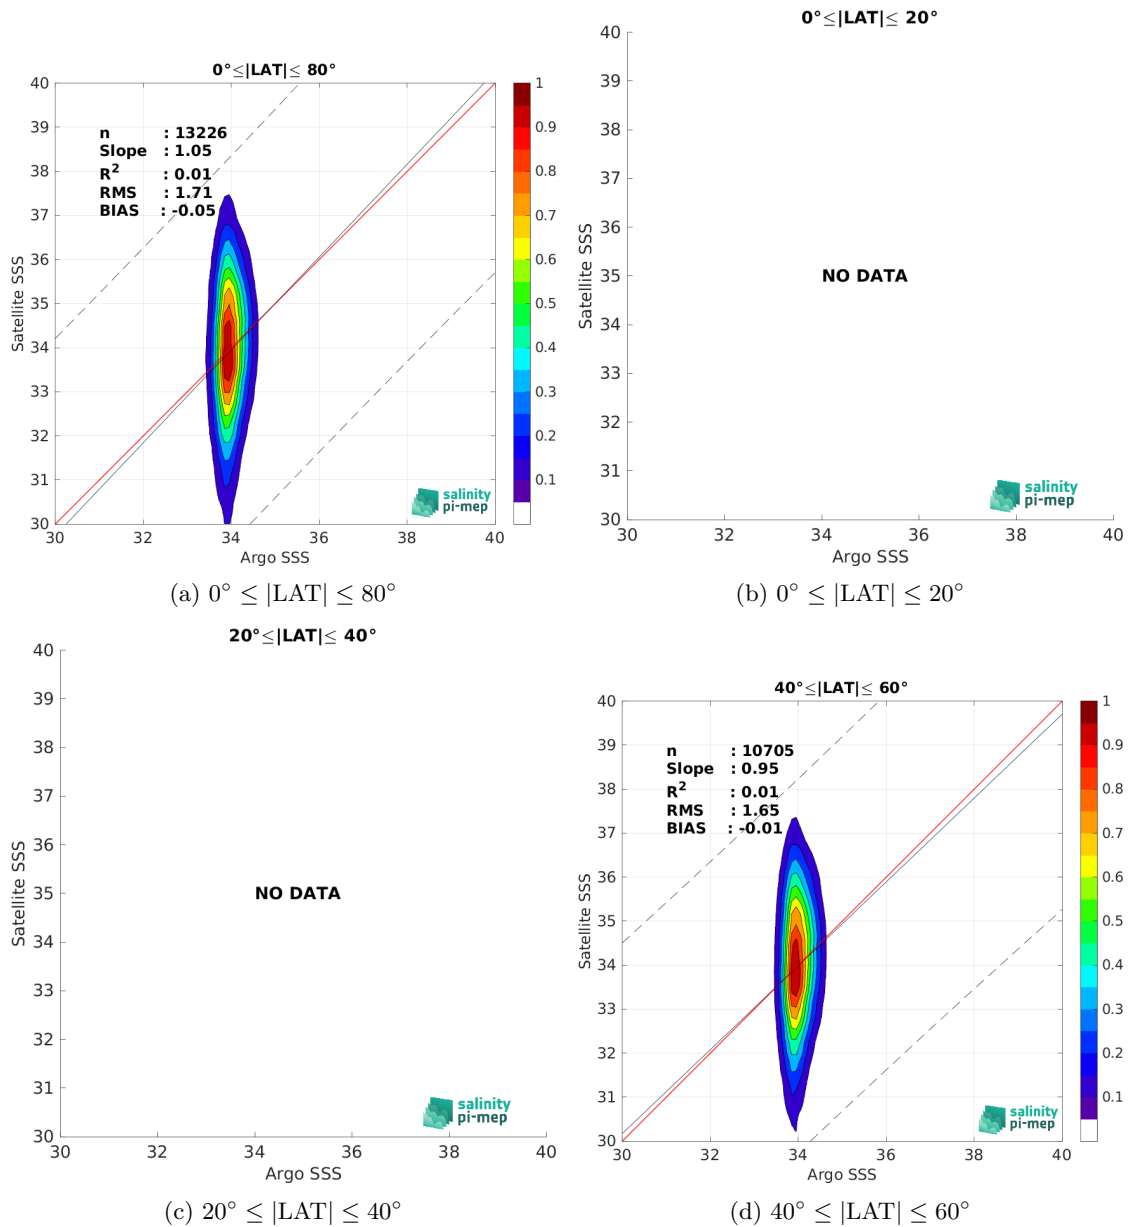 0°≤|LAT|≤ 80°
40
39
38
37
36
35
34
33
32
31
30
Satellite SSS
n : 13226
Slope : 1.05
R² : 0.01
RMS : 1.71
BIAS : -0.05
salinity
pi-mep
30 32 34 36 38 40
Argo SSS
1
0.9
0.8
0.7
0.6
0.5
0.4
0.3
0.2
0.1
(a) 0° ≤ |LAT| ≤ 80°
0°≤|LAT|≤ 20°
40
39
38
37
36
35
34
33
32
31
30
Satellite SSS
NO DATA
salinity
pi-mep
30 32 34 36 38 40
Argo SSS
(b) 0° ≤ |LAT| ≤ 20°
20°≤|LAT|≤ 40°
40
39
38
37
36
35
34
33
32
31
30
Satellite SSS
NO DATA
salinity
pi-mep
30 32 34 36 38 40
Argo SSS
(c) 20° ≤ |LAT| ≤ 40°
40°≤|LAT|≤ 60°
40
39
38
37
36
35
34
33
32
31
30
Satellite SSS
n : 10705
Slope : 0.95
R² : 0.01
RMS : 1.65
BIAS : -0.01
salinity
pi-mep
30 32 34 36 38 40
Argo SSS
1
0.9
0.8
0.7
0.6
0.5
0.4
0.3
0.2
0.1
(d) 40° ≤ |LAT| ≤ 60°